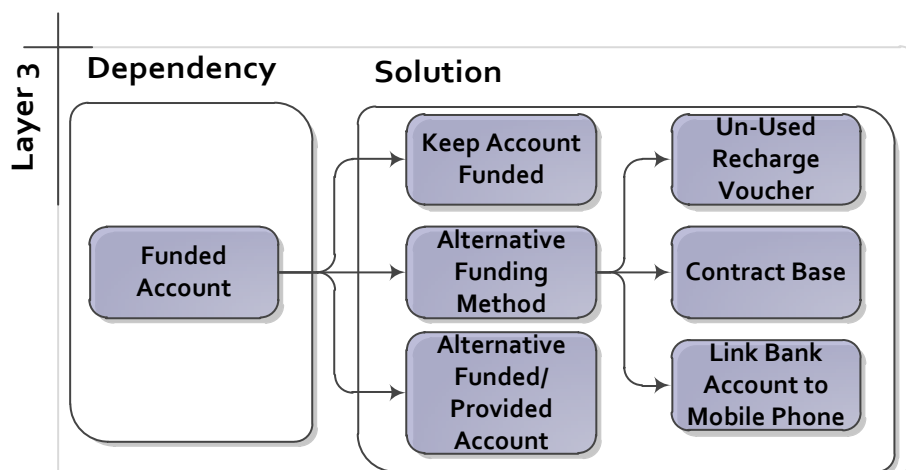 Layer 3
Dependency
Solution
Funded
Account
Keep Account
Funded
Alternative
Funding
Method
Alternative
Funded/
Provided
Account
Un-Used
Recharge
Voucher
Contract Base
Link Bank
Account to
Mobile Phone